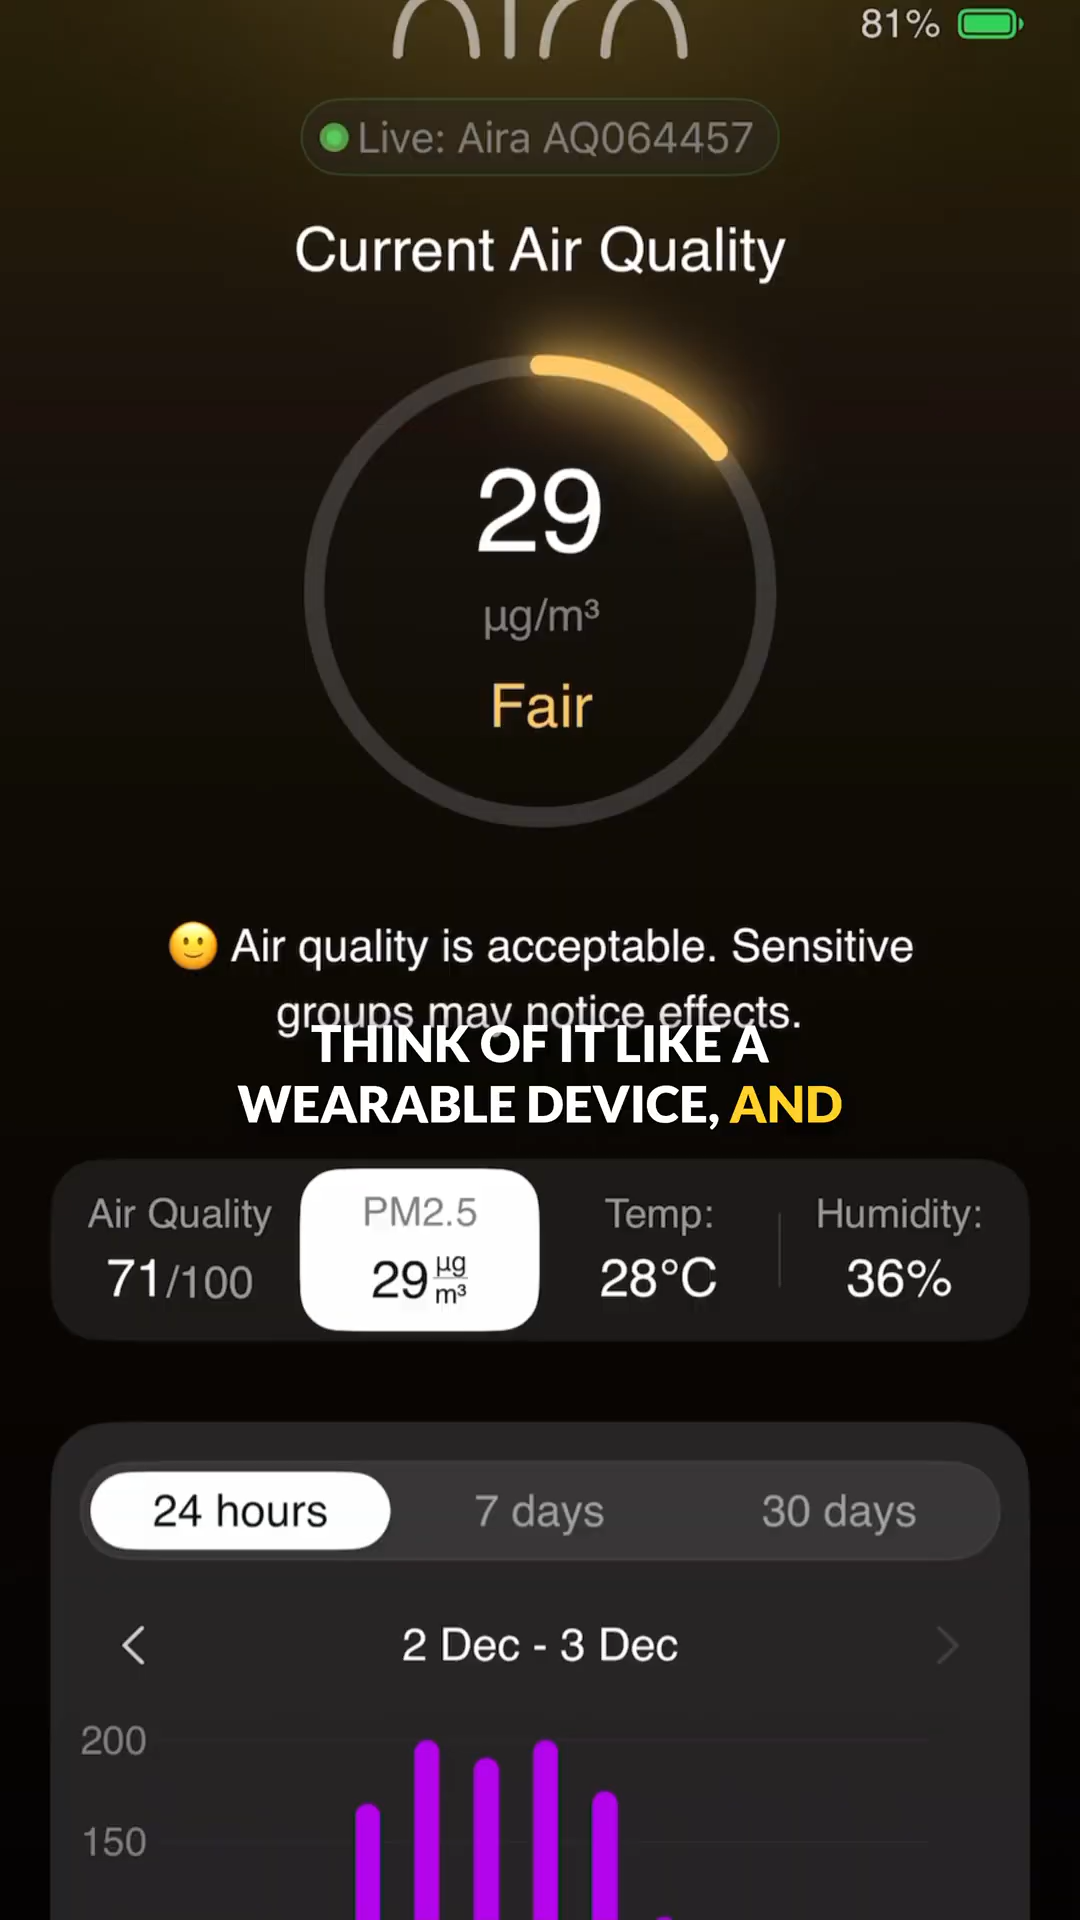 81%
Live: Aira AQ064457
Current Air Quality
29
µg/m³
Fair
🙂 Air quality is acceptable. Sensitive
groups may notice effects.
THINK OF IT LIKE A
WEARABLE DEVICE, AND
Air Quality
71/100
PM2.5
29 µg/m³
Temp:
28°C
Humidity:
36%
24 hours
7 days
30 days
2 Dec - 3 Dec
200
150